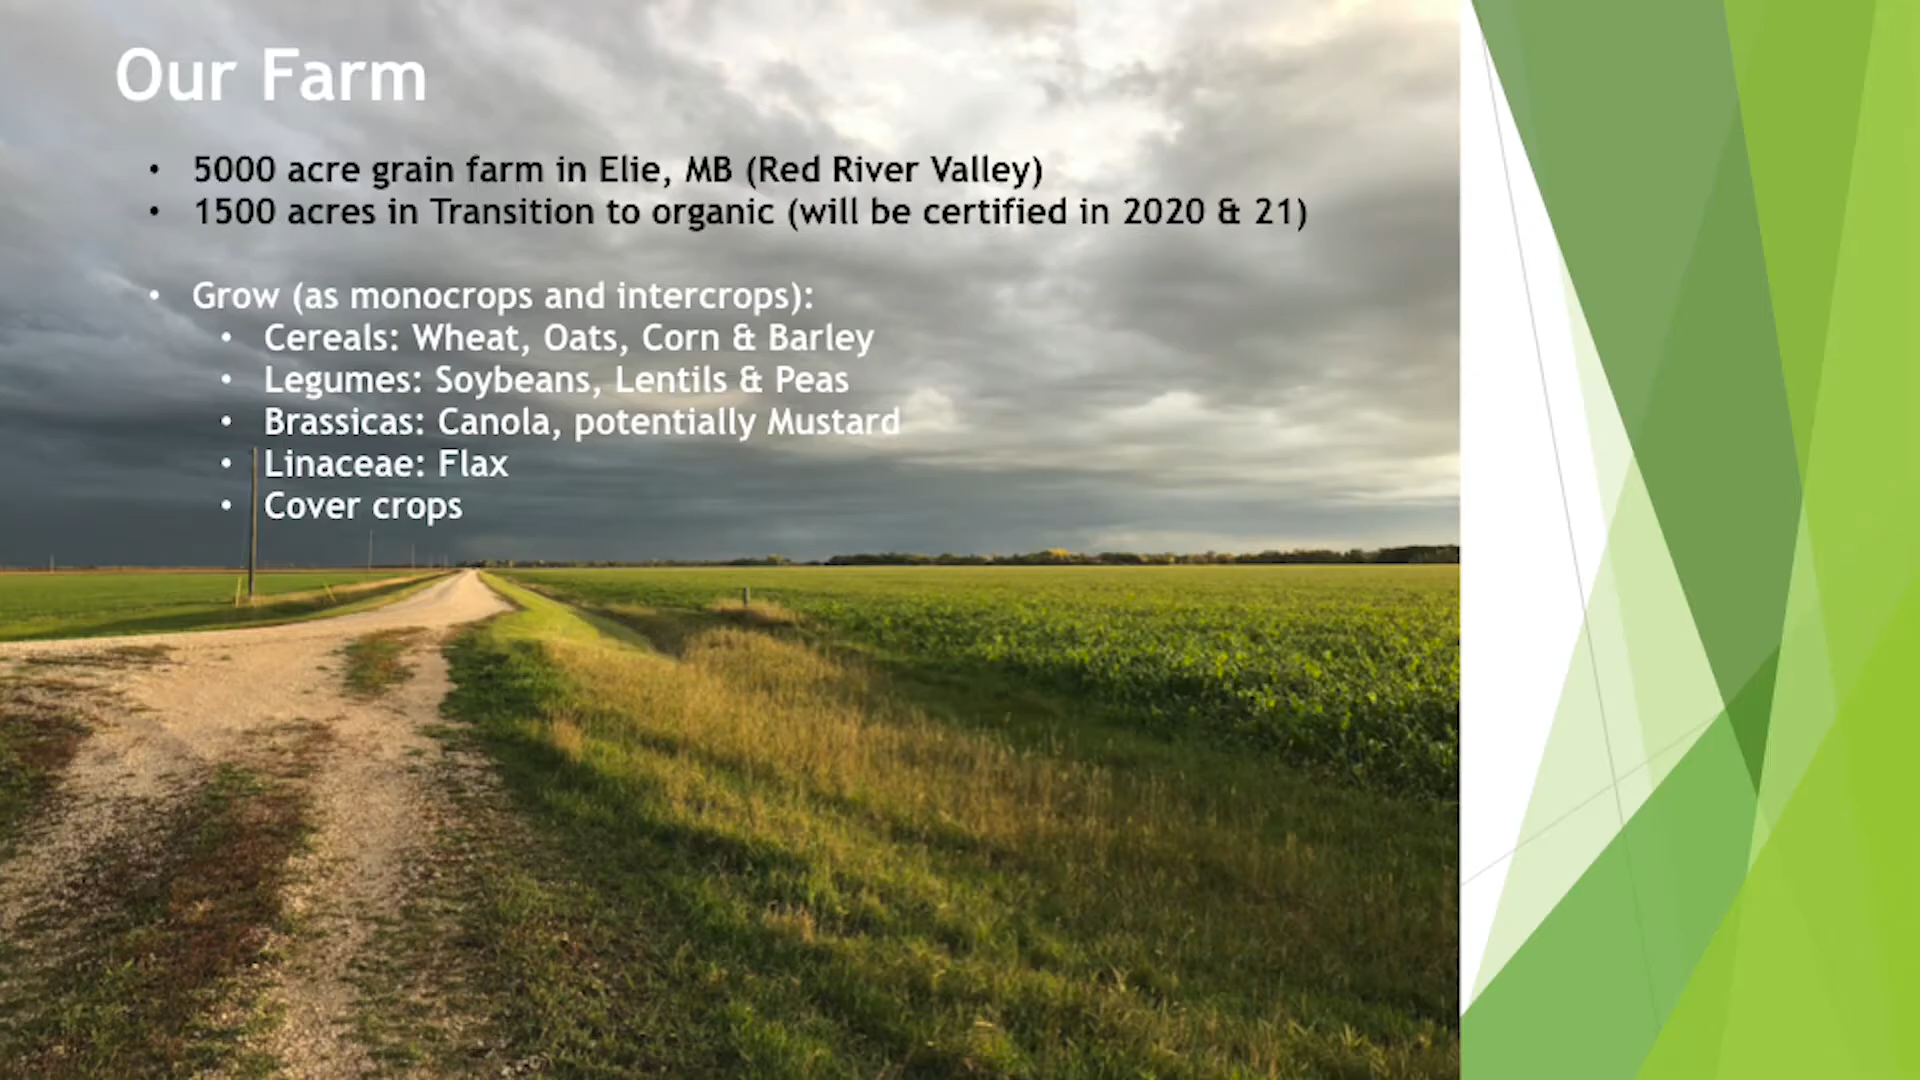 Our Farm
• 5000 acre grain farm in Elie, MB (Red River Valley)
• 1500 acres in Transition to organic (will be certified in 2020 & 21)
• Grow (as monocrops and intercrops):
• Cereals: Wheat, Oats, Corn & Barley
• Legumes: Soybeans, Lentils & Peas
• Brassicas: Canola, potentially Mustard
• Linaceae: Flax
• Cover crops